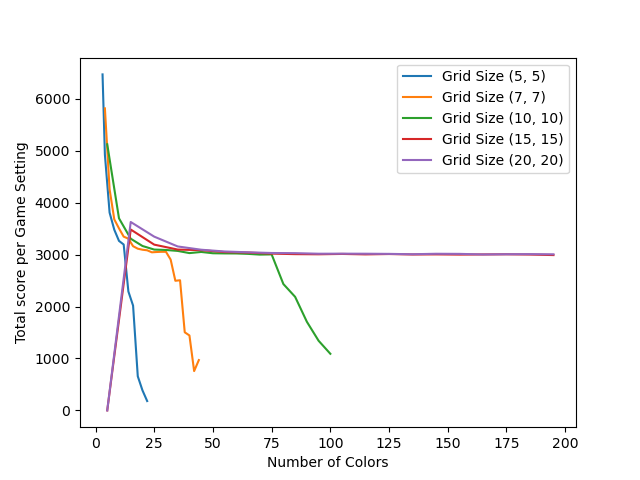 Grid Size (5, 5)
Grid Size (7, 7)
Grid Size (10, 10)
Grid Size (15, 15)
Grid Size (20, 20)
Total score per Game Setting
6000
5000
4000
3000
2000
1000
0
0 25 50 75 100 125 150 175 200
Number of Colors